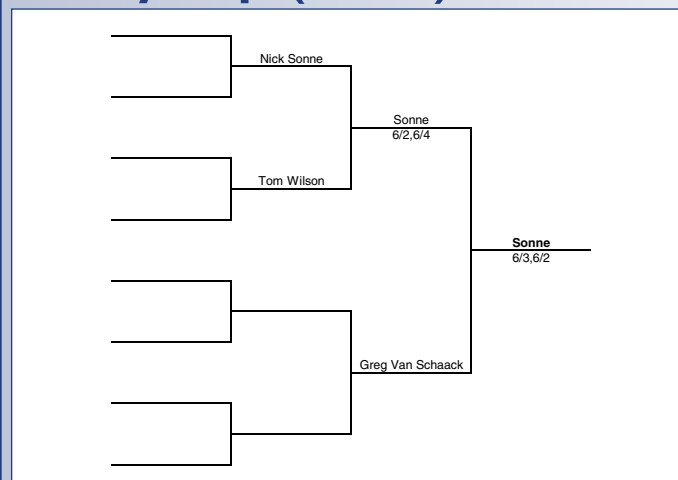 Nick Sonne
Sonne
6/2,6/4
Tom Wilson
Sonne
6/3,6/2
Greg Van Schaack